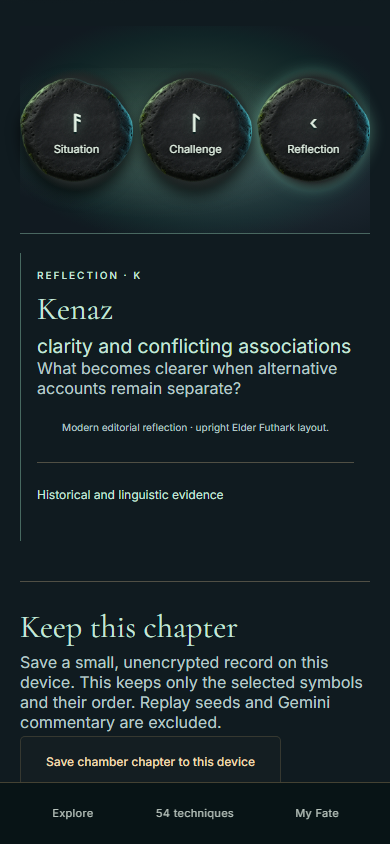 ᚨ ᛚ ᚲ
Situation Challenge Reflection
REFLECTION · K
Kenaz
clarity and conflicting associations
What becomes clearer when alternative
accounts remain separate?
Modern editorial reflection · upright Elder Futhark layout.
Historical and linguistic evidence
Keep this chapter
Save a small, unencrypted record on this
device. This keeps only the selected symbols
and their order. Replay seeds and Gemini
commentary are excluded.
Save chamber chapter to this device
Explore 54 techniques My Fate